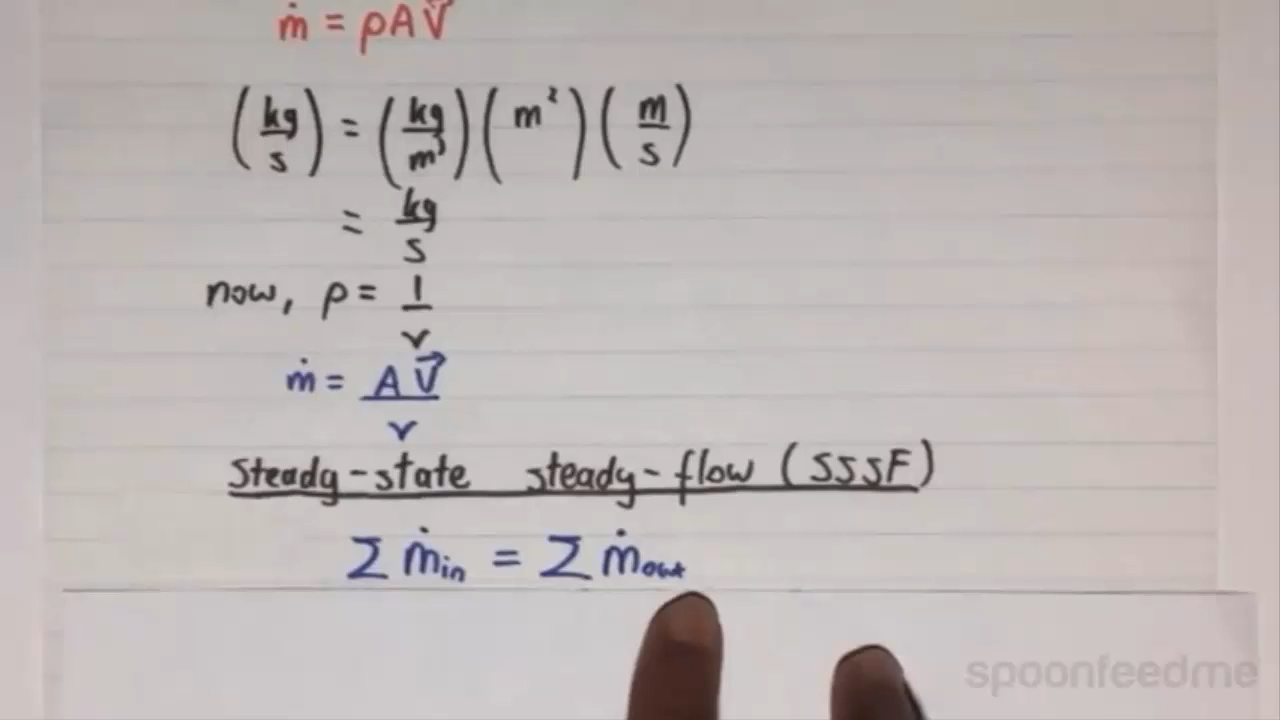 ṁ = ρAV⃗
(kg/s) = (kg/m³)(m²)(m/s)
= kg/s
now, ρ = 1/v
ṁ = AV⃗/v
Steady-state steady-flow (SSSF)
Σ ṁin = Σ ṁout
spoonfeedme